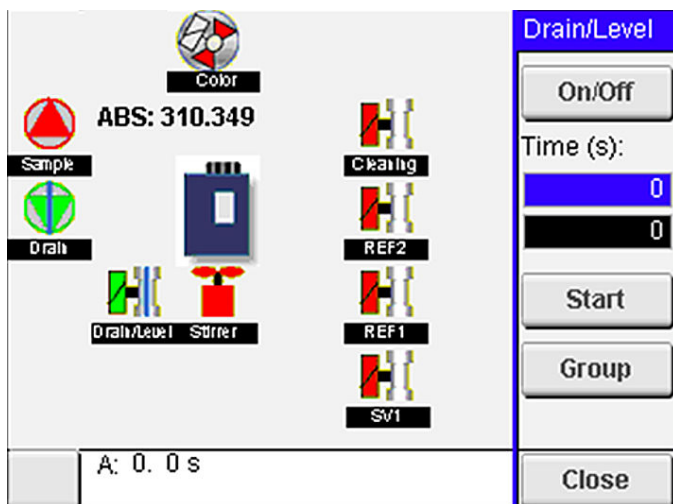 Drain/Level
Color
On/Off
ABS: 310.349
Sample
Cleaning
Time (s):
0
Drain
REF2
0
Drain/Level
Stirrer
REF1
Start
Group
SV1
A: 0. 0 s
Close